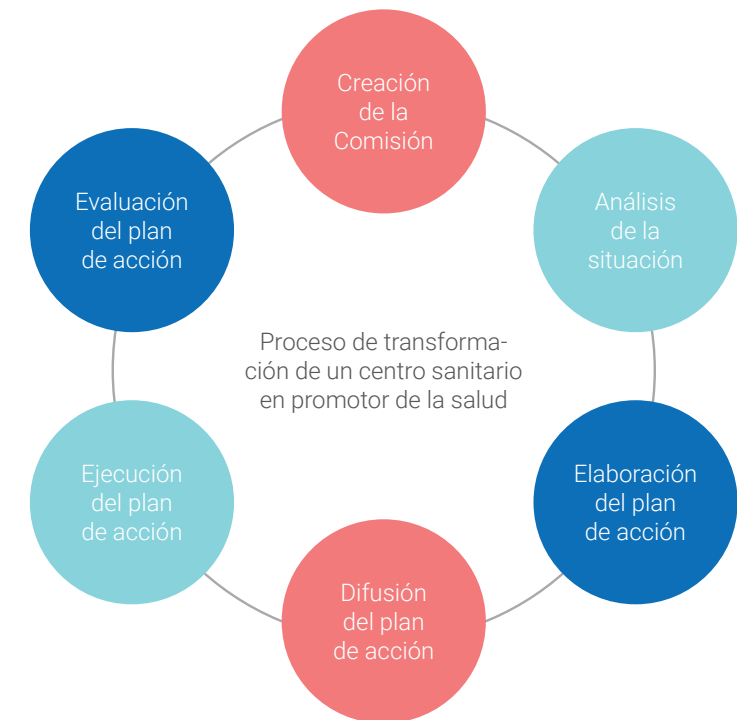 Creación
de la
Comisión
Análisis
de la
situación
Elaboración
del plan
de acción
Difusión
del plan
de acción
Ejecución
del plan
de acción
Evaluación
del plan
de acción
Proceso de transforma-
ción de un centro sanitario
en promotor de la salud